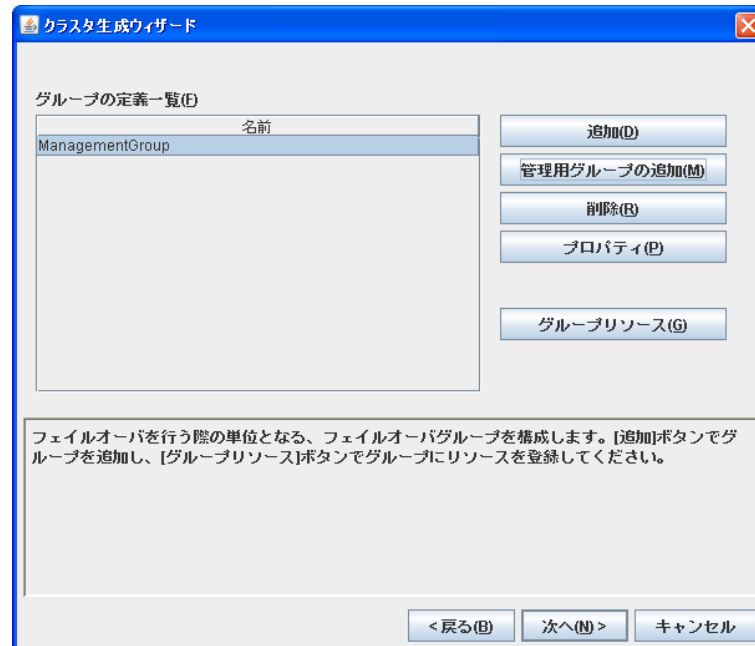 クラスタ生成ウィザード
グループの定義一覧(F)
名前
ManagementGroup
追加(D)
管理用グループの追加(M)
削除(R)
プロパティ(P)
グループリソース(G)
フェイルオーバを行う際の単位となる、フェイルオーバグループを構成します。[追加]ボタンでグ
ループを追加し、[グループリソース]ボタンでグループにリソースを登録してください。
< 戻る(B)
次へ(N) >
キャンセル